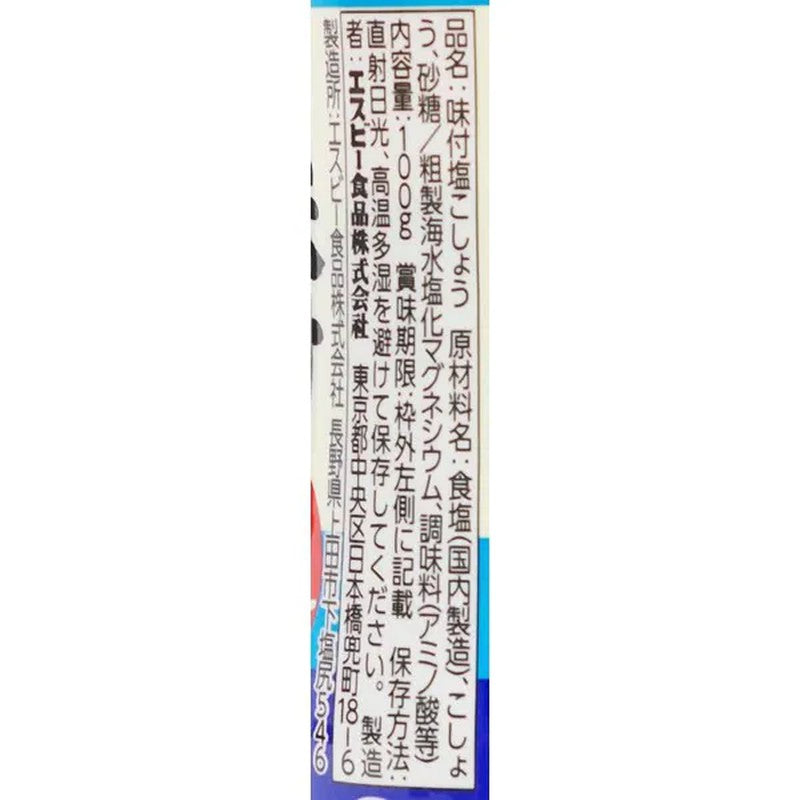 品名：味付塩こしょう　原材料名：食塩(国内製造)、こしょ
う、砂糖／粗製海水塩化マグネシウム、調味料(アミノ酸等)
内容量：100g　賞味期限：枠外左側に記載　保存方法：
直射日光、高温多湿を避けて保存してください。　製造
者：エスビー食品株式会社　東京都中央区日本橋兜町18-6
製造所：エスビー食品株式会社 長野県上田市下塩尻546